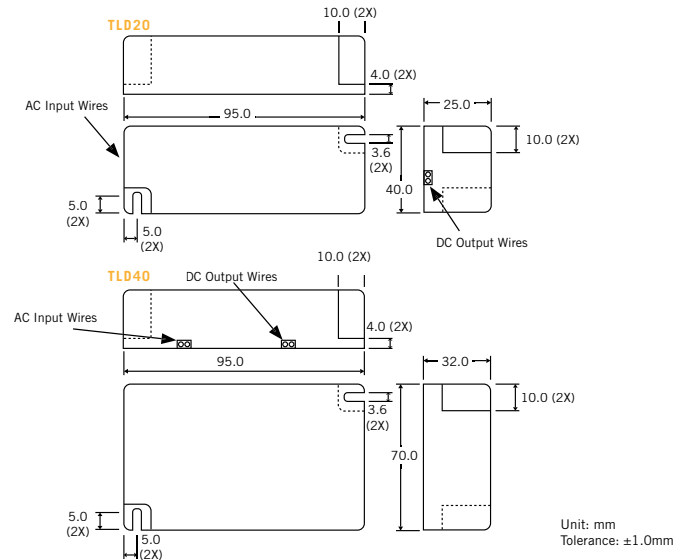 TLD20
10.0 (2X)
4.0 (2X)
AC Input Wires
95.0
25.0
3.6
(2X)
10.0 (2X)
40.0
5.0
(2X)
5.0
(2X)
DC Output Wires
TLD40
DC Output Wires
10.0 (2X)
AC Input Wires
4.0 (2X)
95.0
32.0
3.6
(2X)
10.0 (2X)
70.0
5.0
(2X)
5.0
(2X)
Unit: mm
Tolerance: ±1.0mm